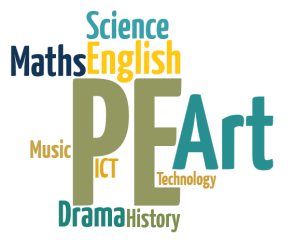 Science
Maths English
PE Art
Music ICT Technology
Drama History